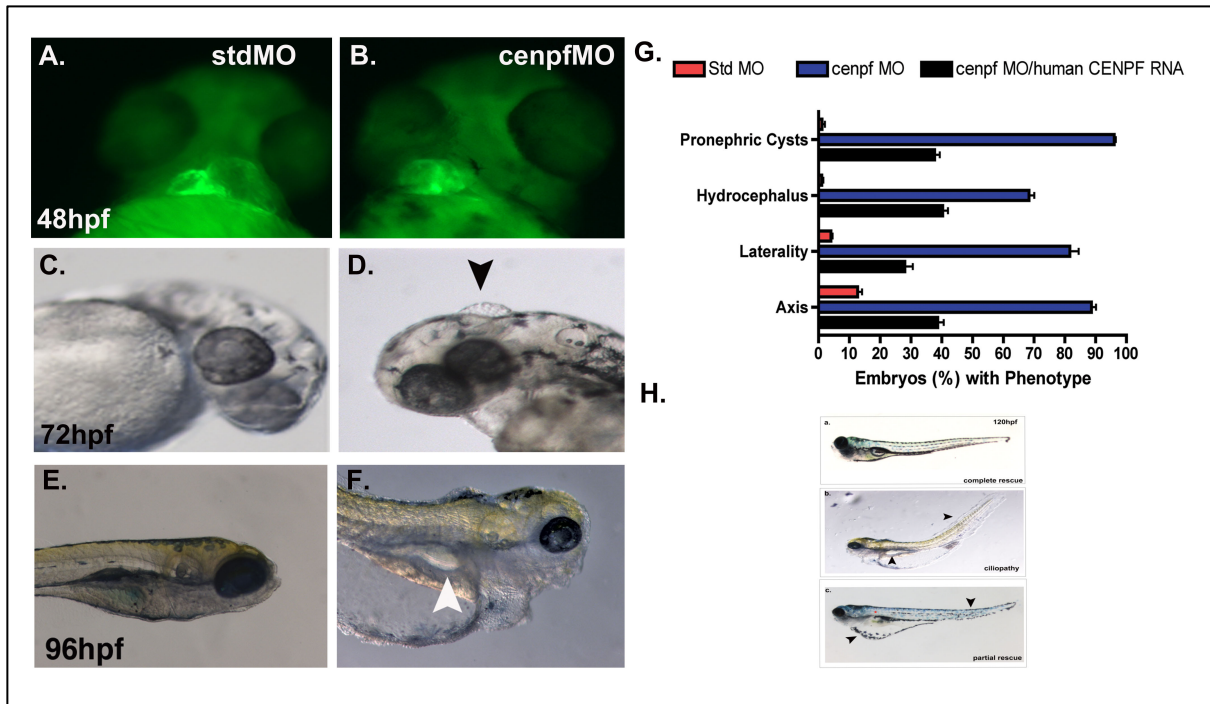 A. stdMO
48hpf
B. cenpfMO
C.
72hpf
D.
E.
96hpf
F.
G.
Std MO cenpf MO cenpf MO/human CENPF RNA
Pronephric Cysts
Hydrocephalus
Laterality
Axis
0 10 20 30 40 50 60 70 80 90 100
Embryos (%) with Phenotype
H.
a. 120hpf
complete rescue
b.
ciliopathy
c.
partial rescue